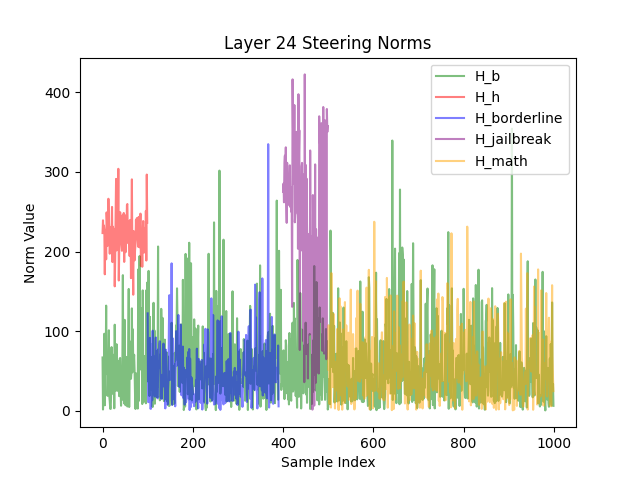 Layer 24 Steering Norms
H_b
H_h
H_borderline
H_jailbreak
H_math
Norm Value
400
300
200
100
0
0
200
400
600
800
1000
Sample Index